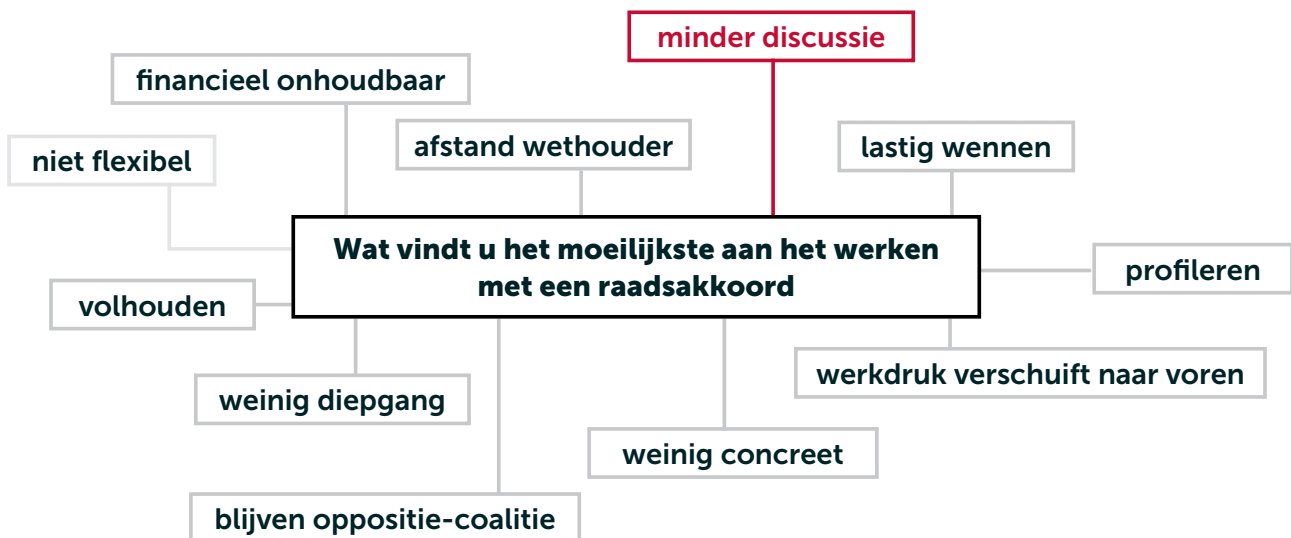 minder discussie
financieel onhoudbaar
afstand wethouder
lastig wennen
niet flexibel
Wat vindt u het moeilijkste aan het werken
met een raadsakkoord
profileren
volhouden
werkdruk verschuift naar voren
weinig diepgang
weinig concreet
blijven oppositie-coalitie